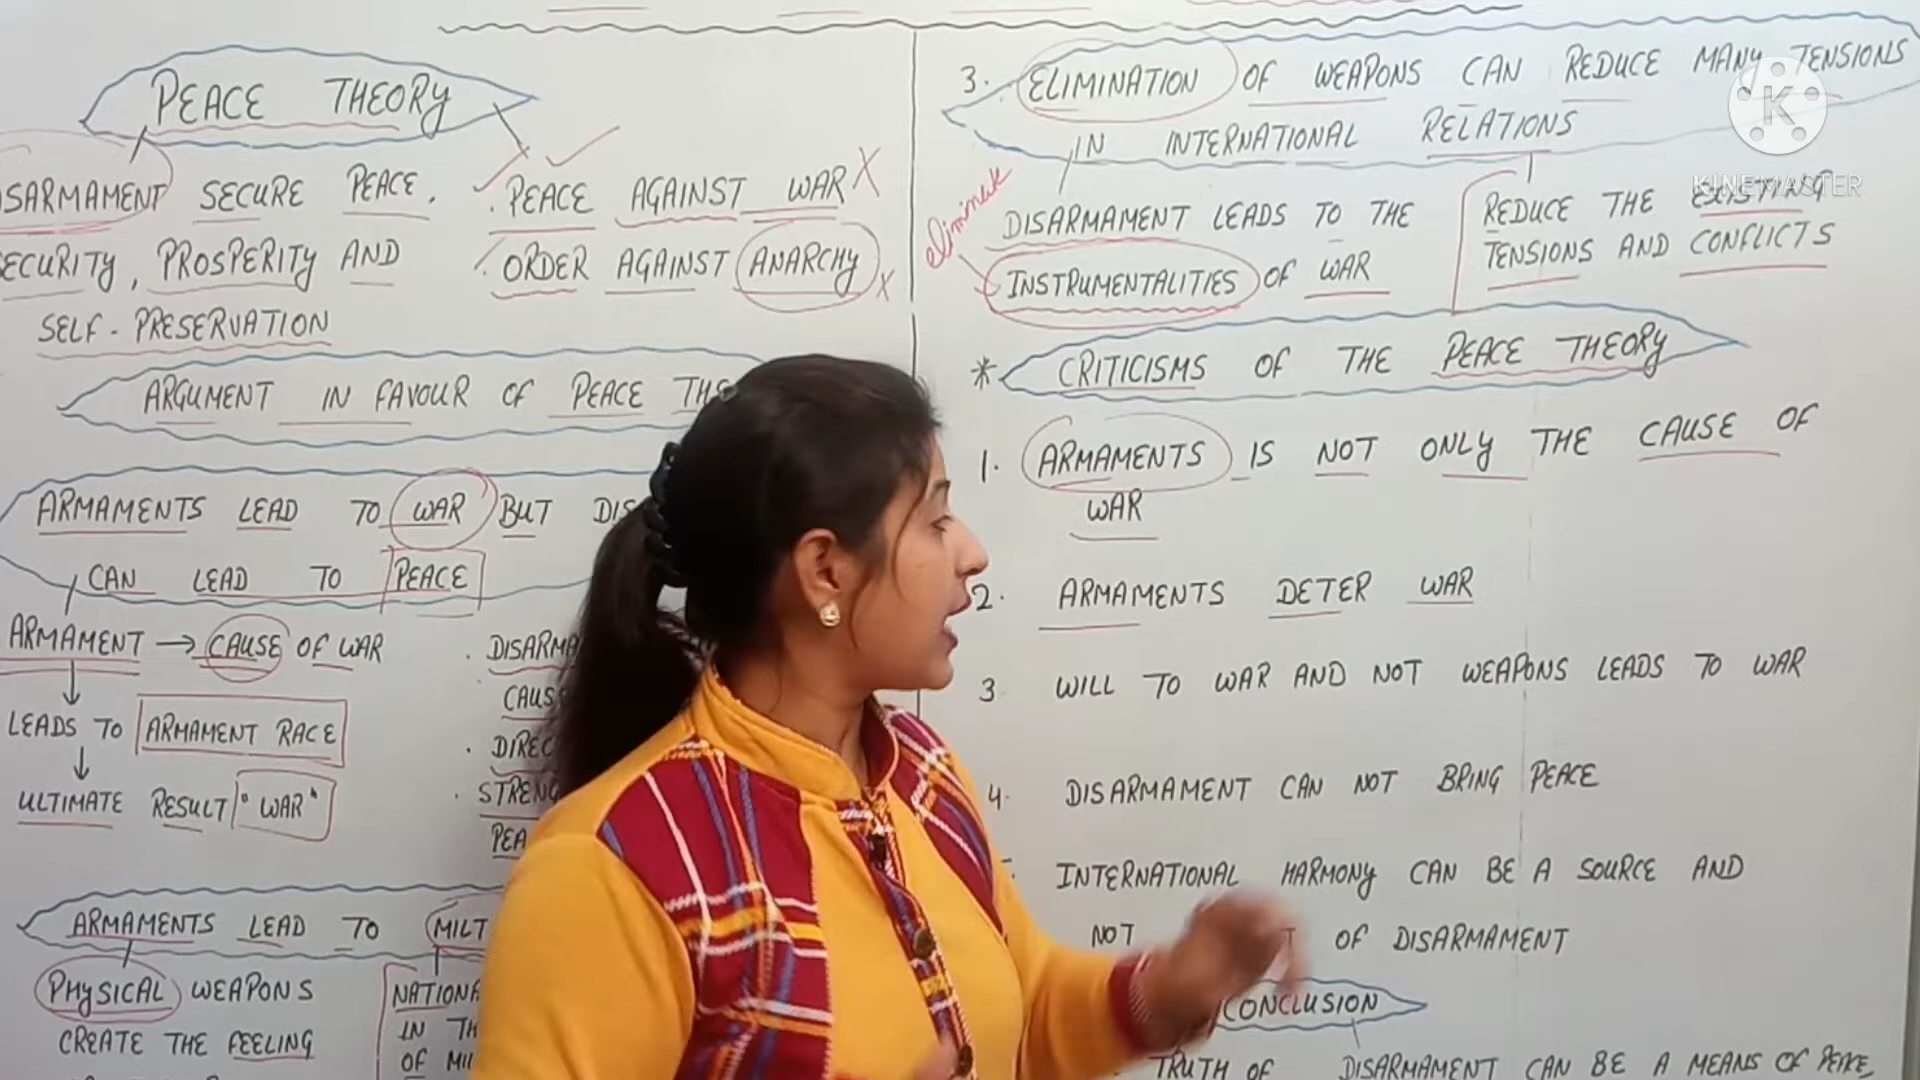 PEACE THEORY
DISARMAMENT SECURE PEACE.
SECURITY, PROSPERITY AND
SELF-PRESERVATION
. PEACE AGAINST WAR X
. ORDER AGAINST ANARCHY X
ARGUMENT IN FAVOUR OF PEACE THE
ARMAMENTS LEAD TO WAR BUT DIS
CAN LEAD TO PEACE
ARMAMENT → CAUSE OF WAR
LEADS TO ARMAMENT RACE
ULTIMATE RESULT "WAR"
. DISARMA
CAUS
. DIREC
. STRENG
PEA
ARMAMENTS LEAD TO MILT
PHYSICAL WEAPONS
CREATE THE FEELING
NATIONA
IN TH
OF MIL
3. ELIMINATION OF WEAPONS CAN REDUCE MANY TENSIONS
IN INTERNATIONAL RELATIONS
eliminate
DISARMAMENT LEADS TO THE
INSTRUMENTALITIES OF WAR
REDUCE THE EXISTING
TENSIONS AND CONFLICTS
* CRITICISMS OF THE PEACE THEORY
1. ARMAMENTS IS NOT ONLY THE CAUSE OF
WAR
2. ARMAMENTS DETER WAR
3 WILL TO WAR AND NOT WEAPONS LEADS TO WAR
4. DISARMAMENT CAN NOT BRING PEACE
INTERNATIONAL HARMONY CAN BE A SOURCE AND
NOT OF DISARMAMENT
CONCLUSION
TRUTH OF DISARMAMENT CAN BE A MEANS OF PEACE,
K
KINEMASTER